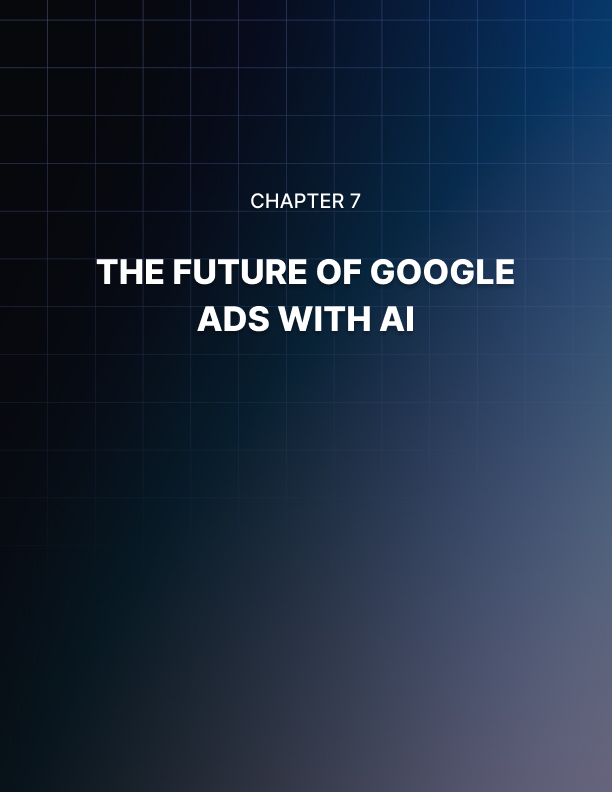 CHAPTER 7
THE FUTURE OF GOOGLE
ADS WITH AI